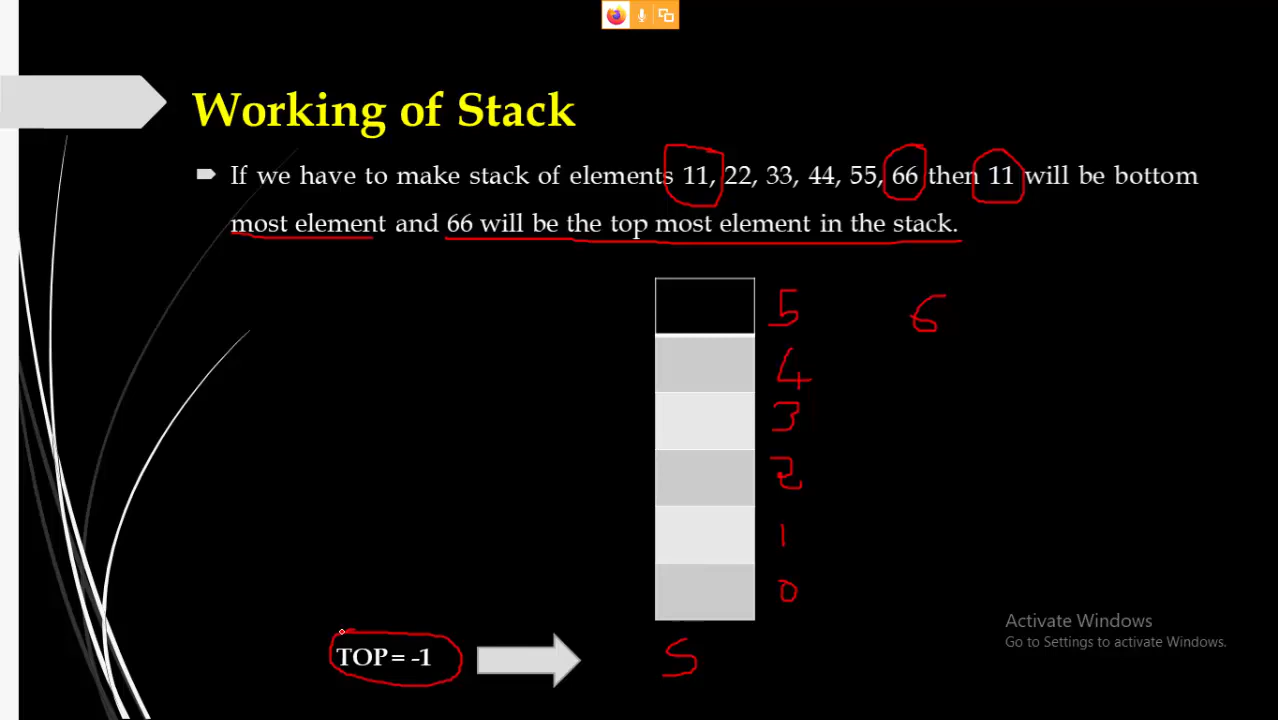 Working of Stack
If we have to make stack of elements 11, 22, 33, 44, 55, 66 then 11 will be bottom
most element and 66 will be the top most element in the stack.
5 6
4
3
2
1
0
Activate Windows
Go to Settings to activate Windows.
TOP = -1
S